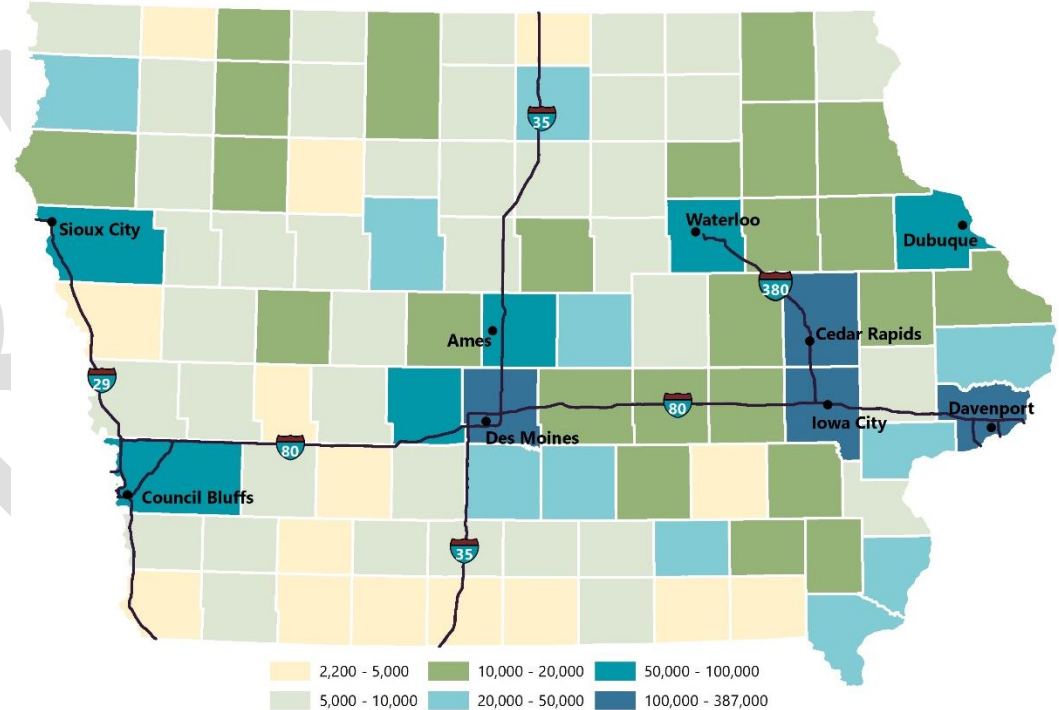 35
Sioux City
Waterloo
Dubuque
380
Ames
Cedar Rapids
29
80
80
Des Moines
Iowa City
Davenport
Council Bluffs
35
2,200 - 5,000
10,000 - 20,000
50,000 - 100,000
5,000 - 10,000
20,000 - 50,000
100,000 - 387,000